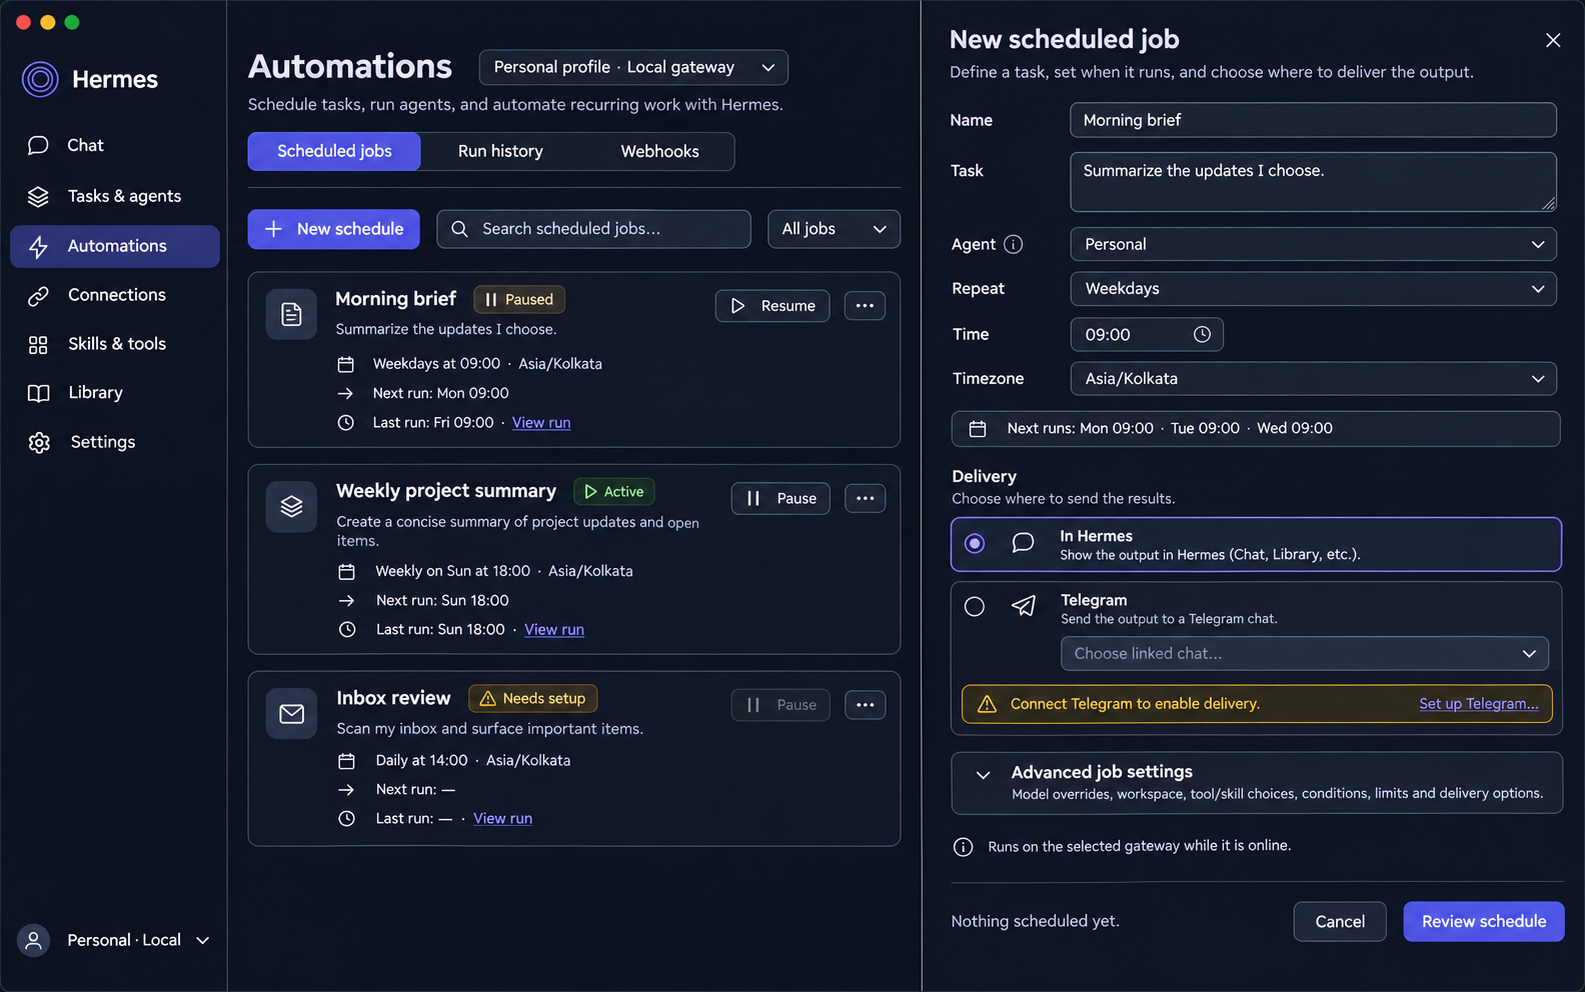 Hermes
Chat
Tasks & agents
Automations
Connections
Skills & tools
Library
Settings
Personal · Local
Automations
Personal profile · Local gateway
Schedule tasks, run agents, and automate recurring work with Hermes.
Scheduled jobs
Run history
Webhooks
New schedule
Search scheduled jobs...
All jobs
Morning brief
Paused
Resume
Summarize the updates I choose.
Weekdays at 09:00 · Asia/Kolkata
Next run: Mon 09:00
Last run: Fri 09:00 · View run
Weekly project summary
Active
Pause
Create a concise summary of project updates and open
items.
Weekly on Sun at 18:00 · Asia/Kolkata
Next run: Sun 18:00
Last run: Sun 18:00 · View run
Inbox review
Needs setup
Pause
Scan my inbox and surface important items.
Daily at 14:00 · Asia/Kolkata
Next run: —
Last run: — · View run
New scheduled job
Define a task, set when it runs, and choose where to deliver the output.
Name
Morning brief
Task
Summarize the updates I choose.
Agent
Personal
Repeat
Weekdays
Time
09:00
Timezone
Asia/Kolkata
Next runs: Mon 09:00 · Tue 09:00 · Wed 09:00
Delivery
Choose where to send the results.
In Hermes
Show the output in Hermes (Chat, Library, etc.).
Telegram
Send the output to a Telegram chat.
Choose linked chat...
Connect Telegram to enable delivery.
Set up Telegram...
Advanced job settings
Model overrides, workspace, tool/skill choices, conditions, limits and delivery options.
Runs on the selected gateway while it is online.
Nothing scheduled yet.
Cancel
Review schedule